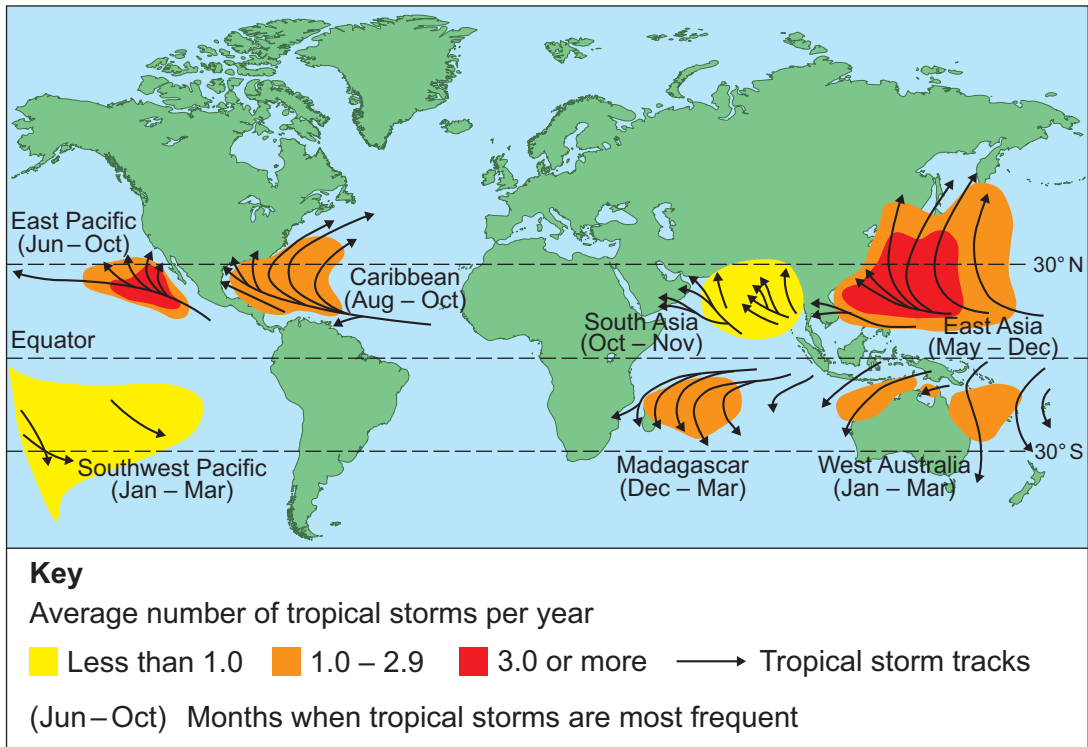 East Pacific
(Jun – Oct)
Caribbean
(Aug – Oct)
30° N
South Asia
(Oct – Nov)
East Asia
(May – Dec)
Equator
Southwest Pacific
(Jan – Mar)
Madagascar
(Dec – Mar)
West Australia
(Jan – Mar)
30° S
Key
Average number of tropical storms per year
Less than 1.0
1.0 – 2.9
3.0 or more
Tropical storm tracks
(Jun – Oct) Months when tropical storms are most frequent